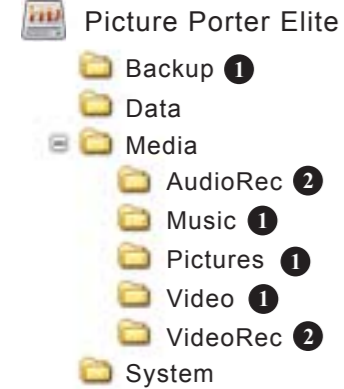 Picture Porter Elite
Backup 1
Data
Media
AudioRec 2
Music 1
Pictures 1
Video 1
VideoRec 2
System